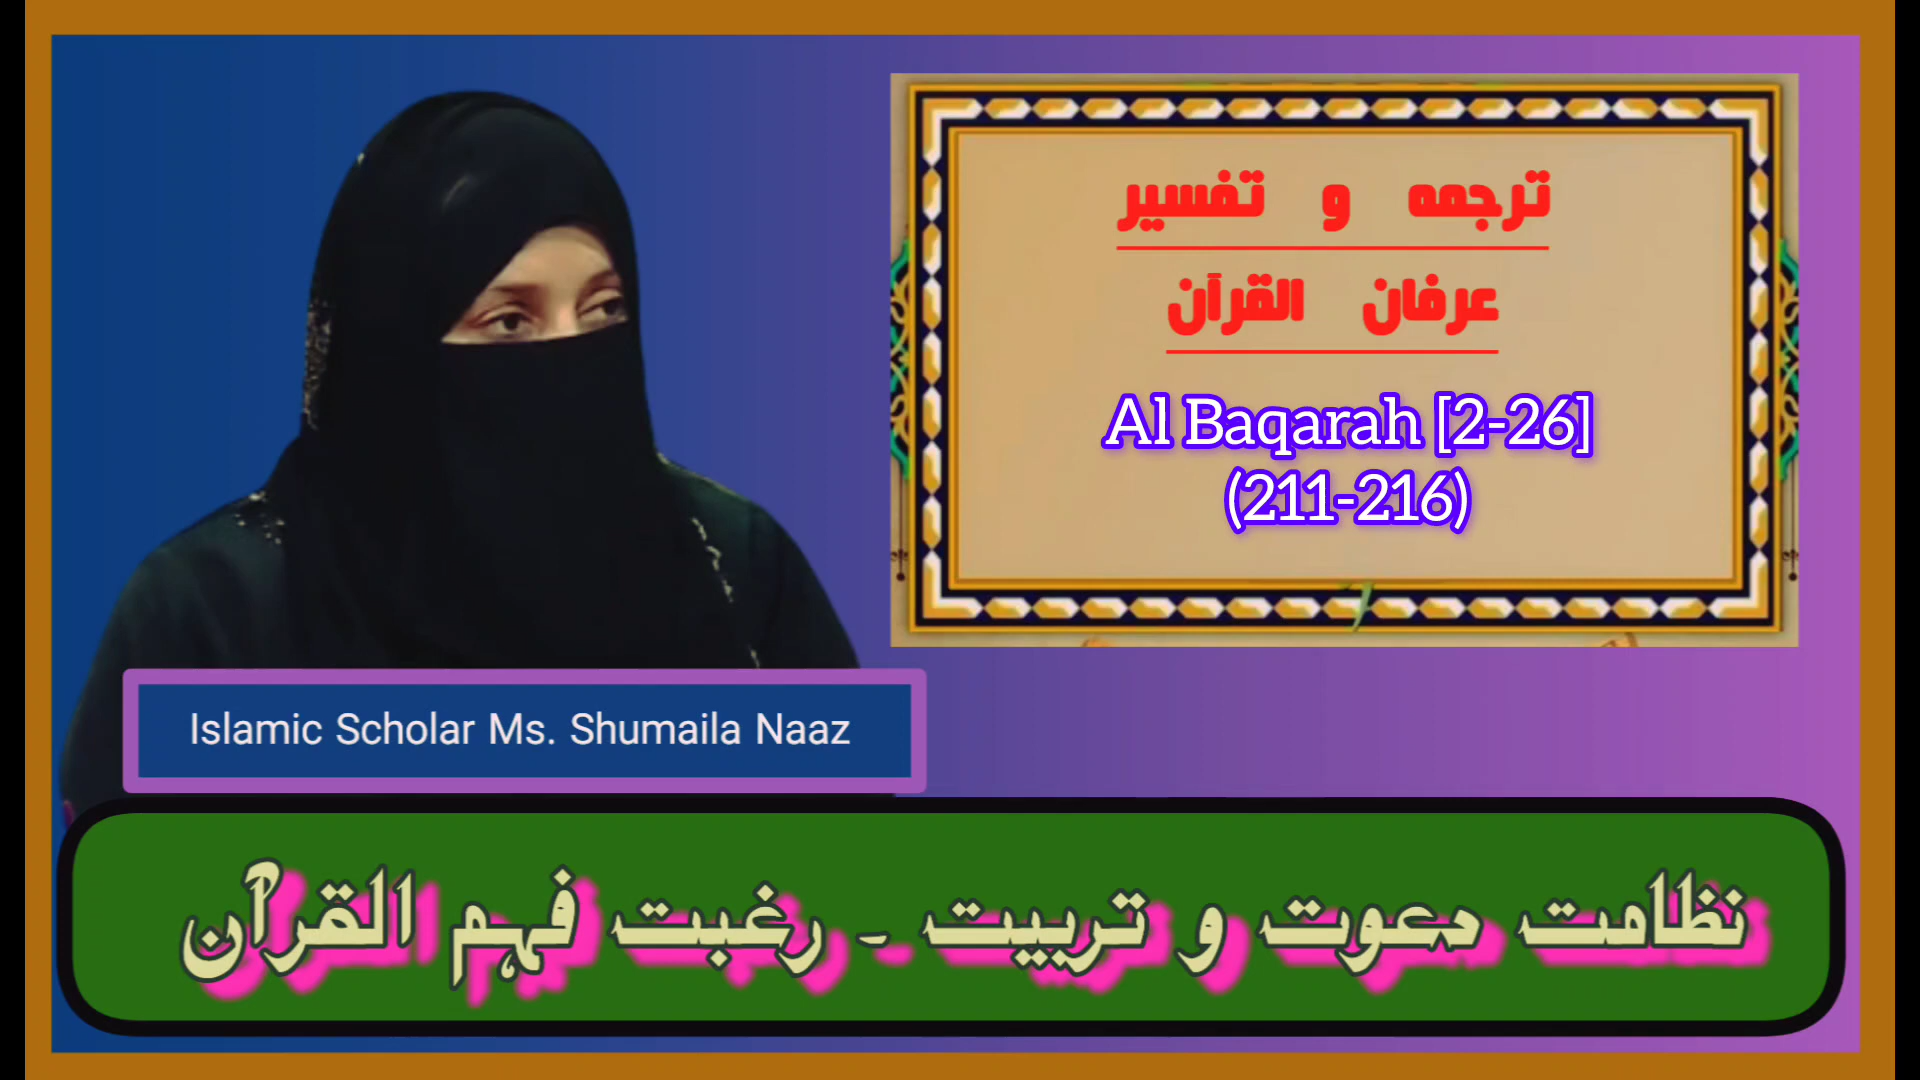 ترجمه و تفسیر
عرفان القرآن
Al Baqarah [2-26]
(211-216)
Islamic Scholar Ms. Shumaila Naaz
نظامت دعوت و تربیت ۔ رغبت فہم القرآن